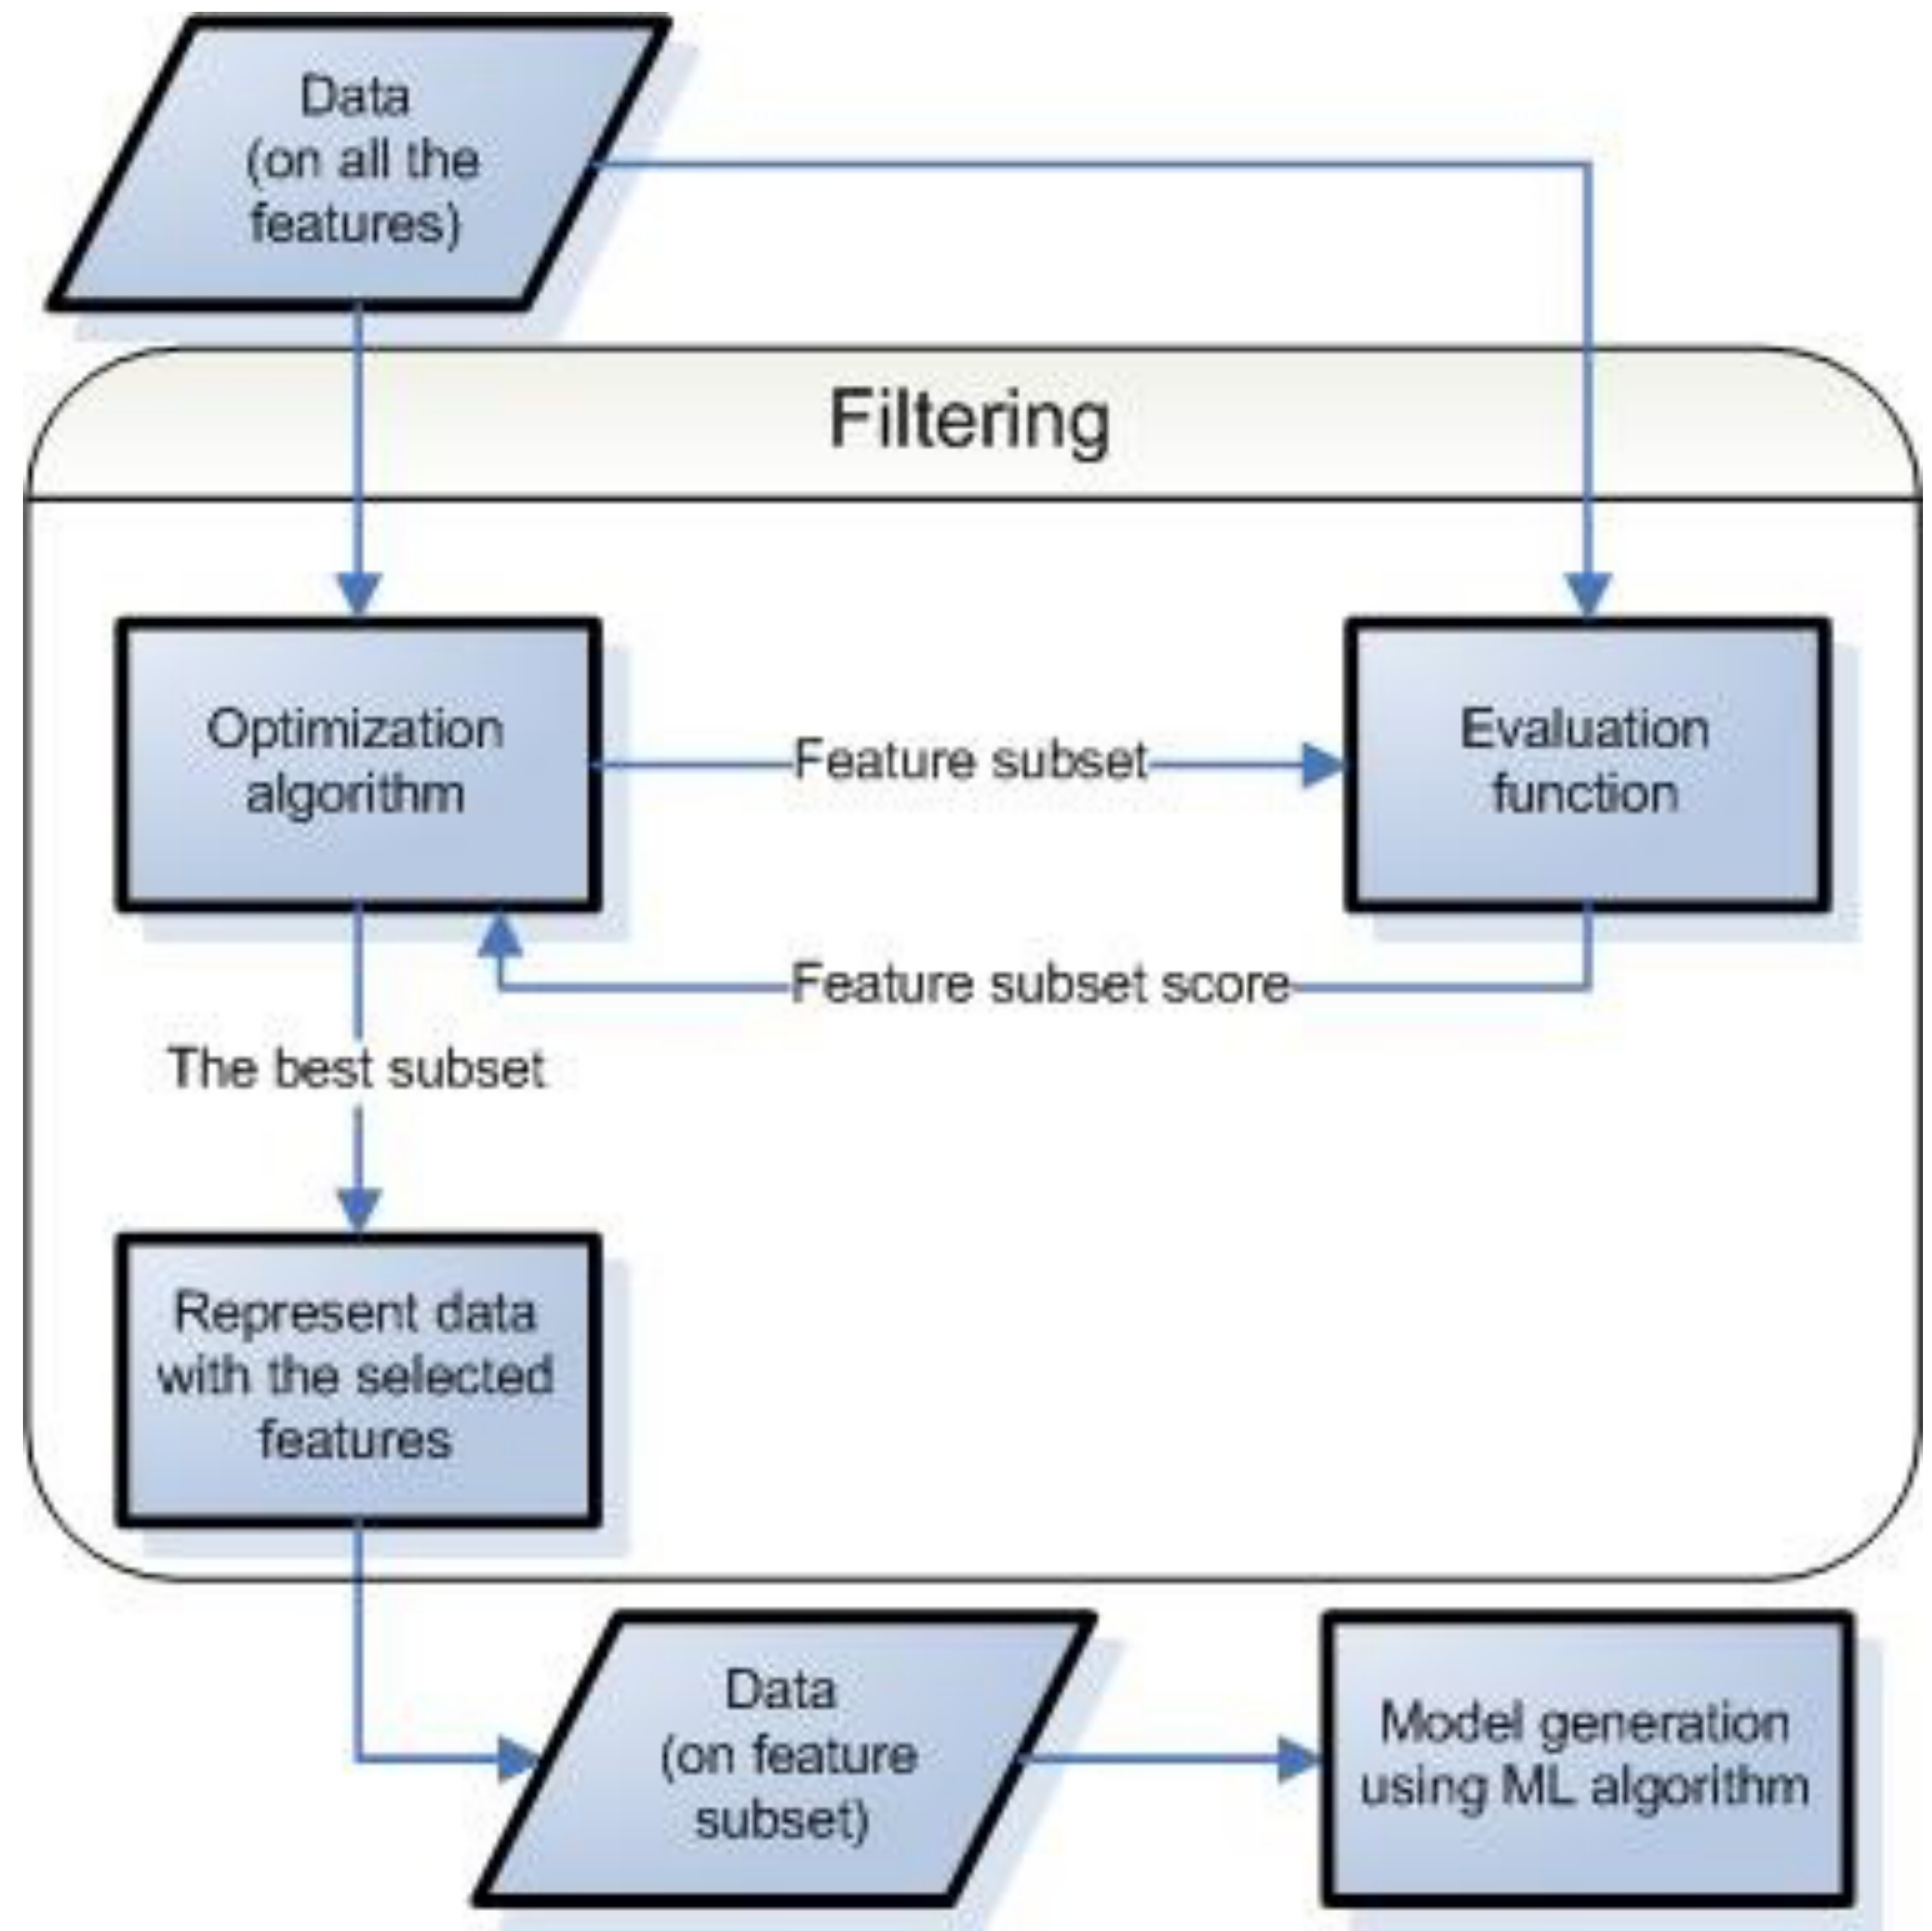 Data
(on all the
features)
Filtering
Optimization
algorithm
Feature subset
Evaluation
function
Feature subset score
The best subset
Represent data
with the selected
features
Data
(on feature
subset)
Model generation
using ML algorithm